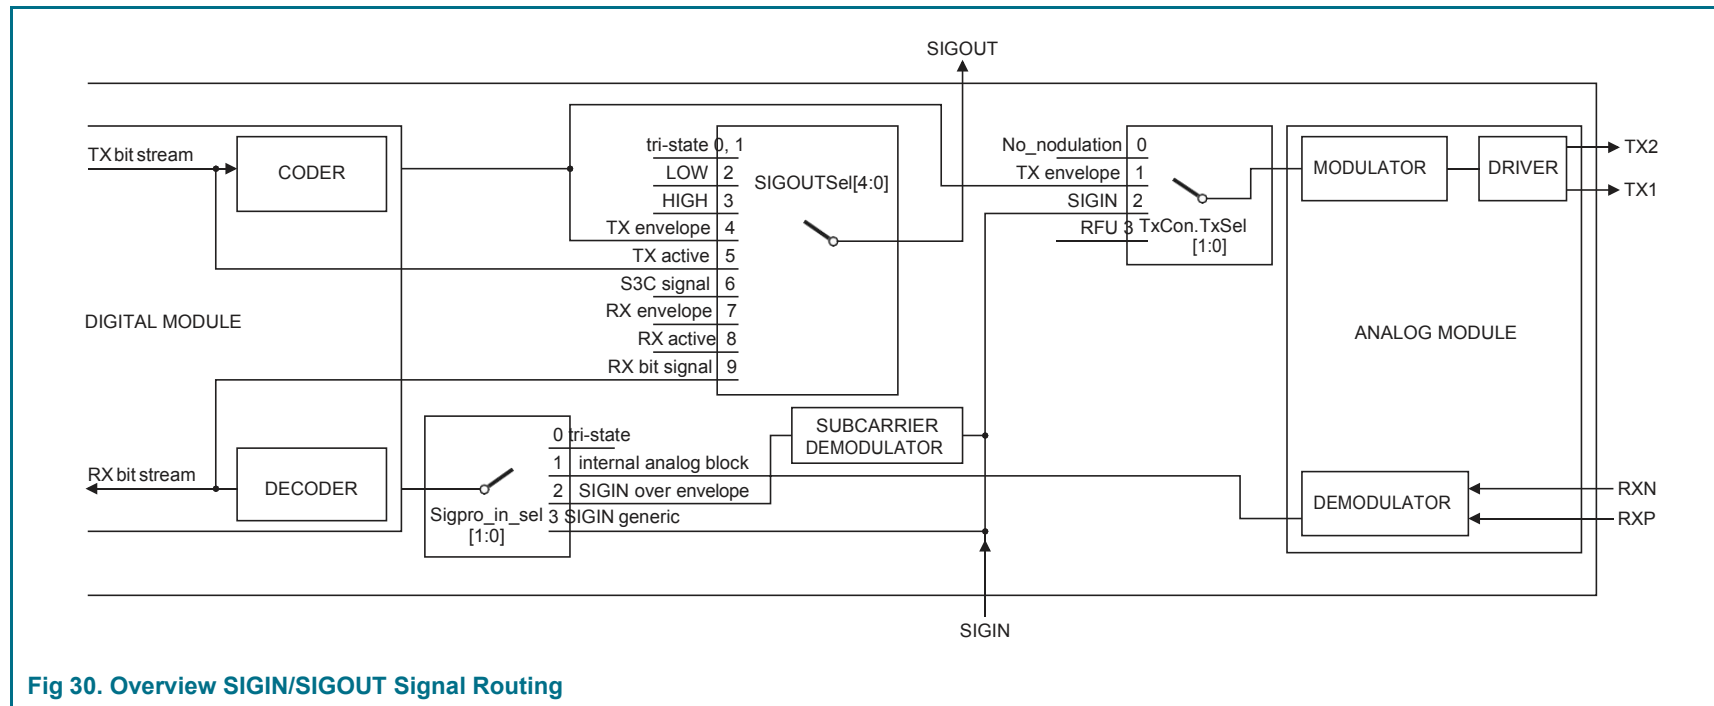 SIGOUT
TX bit stream
CODER
tri-state 0, 1
LOW 2
HIGH 3
TX envelope 4
TX active 5
S3C signal 6
RX envelope 7
RX active 8
RX bit signal 9
SIGOUTSel[4:0]
No_nodulation 0
TX envelope 1
SIGIN 2
RFU 3
TxCon.TxSel
[1:0]
MODULATOR
DRIVER
TX2
TX1
DIGITAL MODULE
ANALOG MODULE
RX bit stream
DECODER
Sigpro_in_sel
[1:0]
0 tri-state
1 internal analog block
2 SIGIN over envelope
3 SIGIN generic
SUBCARRIER
DEMODULATOR
DEMODULATOR
RXN
RXP
SIGIN
Fig 30. Overview SIGIN/SIGOUT Signal Routing